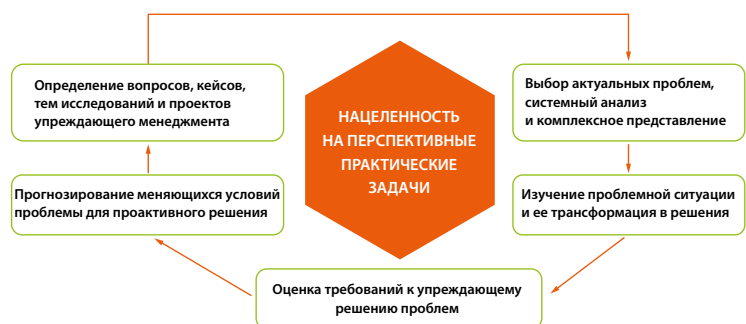 Определение вопросов, кейсов,
тем исследований и проектов
упреждающего менеджмента
НАЦЕЛЕННОСТЬ
НА ПЕРСПЕКТИВНЫЕ
ПРАКТИЧЕСКИЕ
ЗАДАЧИ
Выбор актуальных проблем,
системный анализ
и комплексное представление
Прогнозирование меняющихся условий
проблемы для проактивного решения
Изучение проблемной ситуации
и ее трансформация в решения
Оценка требований к упреждающему
решению проблем